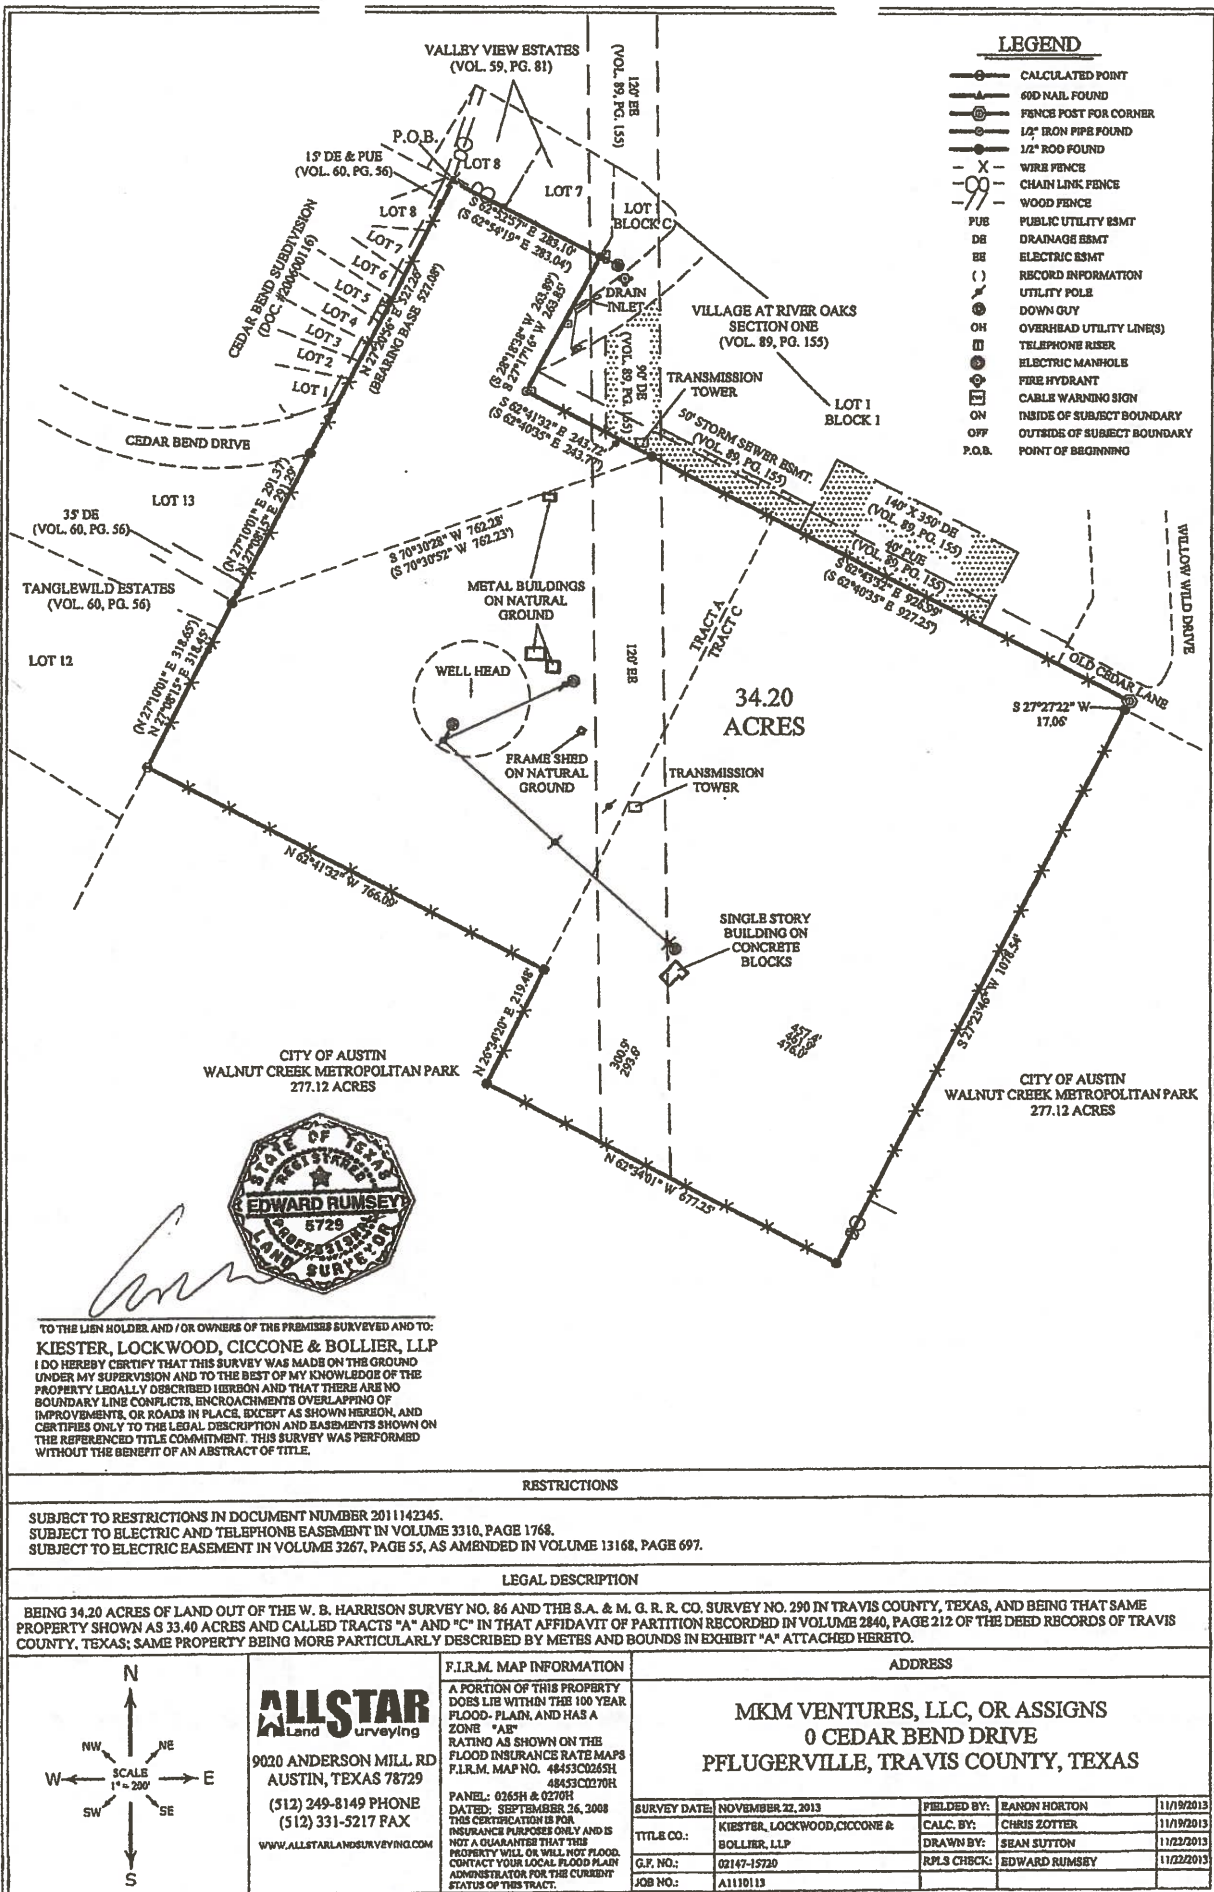 LEGEND
CALCULATED POINT
60D NAIL FOUND
FENCE POST FOR CORNER
1/2" IRON PIPE FOUND
1/2" ROD FOUND
X WIRE FENCE
CHAIN LINK FENCE
// WOOD FENCE
PUE PUBLIC UTILITY ESMT
DE DRAINAGE ESMT
EE ELECTRIC ESMT
( ) RECORD INFORMATION
UTILITY POLE
DOWN GUY
OH OVERHEAD UTILITY LINE(S)
TELEPHONE RISER
ELECTRIC MANHOLE
FIRE HYDRANT
CABLE WARNING SIGN
ON INSIDE OF SUBJECT BOUNDARY
OFF OUTSIDE OF SUBJECT BOUNDARY
P.O.B. POINT OF BEGINNING
VALLEY VIEW ESTATES
(VOL. 59, PG. 81)
120' EE
(VOL. 89, PG. 155)
P.O.B.
15' DE & PUE
(VOL. 60, PG. 56)
LOT 8
LOT 7
LOT
BLOCK C
S 62°52'57" E 283.10'
(S 62°54'19" E 283.04')
CEDAR BEND SUBDIVISION
(DOC. #200600116)
LOT 8
LOT 7
LOT 6
LOT 5
LOT 4
LOT 3
LOT 2
LOT 1
N 27°20'56" E 527.26'
(BEARING BASE 527.08')
DRAIN
INLET
(S 28°18'38" W 263.89')
S 27°17'16" W 263.85'
VILLAGE AT RIVER OAKS
SECTION ONE
(VOL. 89, PG. 155)
90' DE
(VOL. 89, PG. 165)
TRANSMISSION
TOWER
LOT 1
BLOCK 1
S 62°41'32" E 243.72'
(S 62°40'35" E 243.77')
50' STORM SEWER ESMT.
(VOL. 89, PG. 155)
CEDAR BEND DRIVE
LOT 13
(N 27°10'01" E 291.37')
N 27°08'15" E 291.29'
35' DE
(VOL. 60, PG. 56)
140' X 350' DE
(VOL. 89, PG. 155)
40' PUE
(VOL. 89, PG. 155)
S 62°43'52" E 926.99'
(S 62°40'35" E 927.25')
WILLOW WILD DRIVE
S 70°30'28" W 762.28'
(S 70°30'52" W 762.23')
TANGLEWILD ESTATES
(VOL. 60, PG. 56)
METAL BUILDINGS
ON NATURAL
GROUND
TRACT A
TRACT C
LOT 12
(N 27°10'01" E 318.65')
N 27°08'15" E 318.45'
WELL HEAD
120' EE
OLD CEDAR LANE
34.20
ACRES
S 27°27'22" W
17.06'
FRAME SHED
ON NATURAL
GROUND
TRANSMISSION
TOWER
N 62°41'32" W 766.09'
SINGLE STORY
BUILDING ON
CONCRETE
BLOCKS
S 27°23'46" W 1078.54'
N 26°34'20" E 219.48'
300.9'
293.6'
457.4'
461.9'
476.0'
CITY OF AUSTIN
WALNUT CREEK METROPOLITAN PARK
277.12 ACRES
CITY OF AUSTIN
WALNUT CREEK METROPOLITAN PARK
277.12 ACRES
N 62°34'01" W 677.25'
STATE OF TEXAS
REGISTERED
EDWARD RUMSEY
5729
PROFESSIONAL
LAND SURVEYOR
TO THE LIEN HOLDER AND / OR OWNERS OF THE PREMISES SURVEYED AND TO:
KIESTER, LOCKWOOD, CICCONE & BOLLIER, LLP
I DO HEREBY CERTIFY THAT THIS SURVEY WAS MADE ON THE GROUND
UNDER MY SUPERVISION AND TO THE BEST OF MY KNOWLEDGE OF THE
PROPERTY LEGALLY DESCRIBED HEREON AND THAT THERE ARE NO
BOUNDARY LINE CONFLICTS, ENCROACHMENTS OVERLAPPING OF
IMPROVEMENTS, OR ROADS IN PLACE, EXCEPT AS SHOWN HEREON, AND
CERTIFIES ONLY TO THE LEGAL DESCRIPTION AND EASEMENTS SHOWN ON
THE REFERENCED TITLE COMMITMENT. THIS SURVEY WAS PERFORMED
WITHOUT THE BENEFIT OF AN ABSTRACT OF TITLE.
RESTRICTIONS
SUBJECT TO RESTRICTIONS IN DOCUMENT NUMBER 2011142345.
SUBJECT TO ELECTRIC AND TELEPHONE EASEMENT IN VOLUME 3310, PAGE 1768.
SUBJECT TO ELECTRIC EASEMENT IN VOLUME 3267, PAGE 55, AS AMENDED IN VOLUME 13168, PAGE 697.
LEGAL DESCRIPTION
BEING 34.20 ACRES OF LAND OUT OF THE W. B. HARRISON SURVEY NO. 86 AND THE S.A. & M. G. R. R. CO. SURVEY NO. 290 IN TRAVIS COUNTY, TEXAS, AND BEING THAT SAME
PROPERTY SHOWN AS 33.40 ACRES AND CALLED TRACTS "A" AND "C" IN THAT AFFIDAVIT OF PARTITION RECORDED IN VOLUME 2840, PAGE 212 OF THE DEED RECORDS OF TRAVIS
COUNTY, TEXAS; SAME PROPERTY BEING MORE PARTICULARLY DESCRIBED BY METES AND BOUNDS IN EXHIBIT "A" ATTACHED HERETO.
N
NW NE
W E
SCALE
1" = 200'
SW SE
S
ALLSTAR
Land Surveying
9020 ANDERSON MILL RD
AUSTIN, TEXAS 78729
(512) 249-8149 PHONE
(512) 331-5217 FAX
WWW.ALLSTARLANDSURVEYING.COM
F.I.R.M. MAP INFORMATION
A PORTION OF THIS PROPERTY
DOES LIE WITHIN THE 100 YEAR
FLOOD- PLAIN, AND HAS A
ZONE "AE"
RATING AS SHOWN ON THE
FLOOD INSURANCE RATE MAPS
F.I.R.M. MAP NO. 48453C0265H
48453C0270H
PANEL: 0265H & 0270H
DATED: SEPTEMBER 26, 2008
THIS CERTIFICATION IS FOR
INSURANCE PURPOSES ONLY AND IS
NOT A GUARANTEE THAT THIS
PROPERTY WILL OR WILL NOT FLOOD.
CONTACT YOUR LOCAL FLOOD PLAIN
ADMINISTRATOR FOR THE CURRENT
STATUS OF THIS TRACT.
ADDRESS
MKM VENTURES, LLC, OR ASSIGNS
0 CEDAR BEND DRIVE
PFLUGERVILLE, TRAVIS COUNTY, TEXAS
SURVEY DATE: NOVEMBER 22, 2013 FIELDED BY: EANON HORTON 11/19/2013
TITLE CO.: KIESTER, LOCKWOOD, CICCONE & BOLLIER, LLP CALC. BY: CHRIS ZOTTER 11/19/2013
DRAWN BY: SEAN SUTTON 11/22/2013
G.F. NO.: 02147-15720 RPLS CHECK: EDWARD RUMSEY 11/22/2013
JOB NO.: A1110113